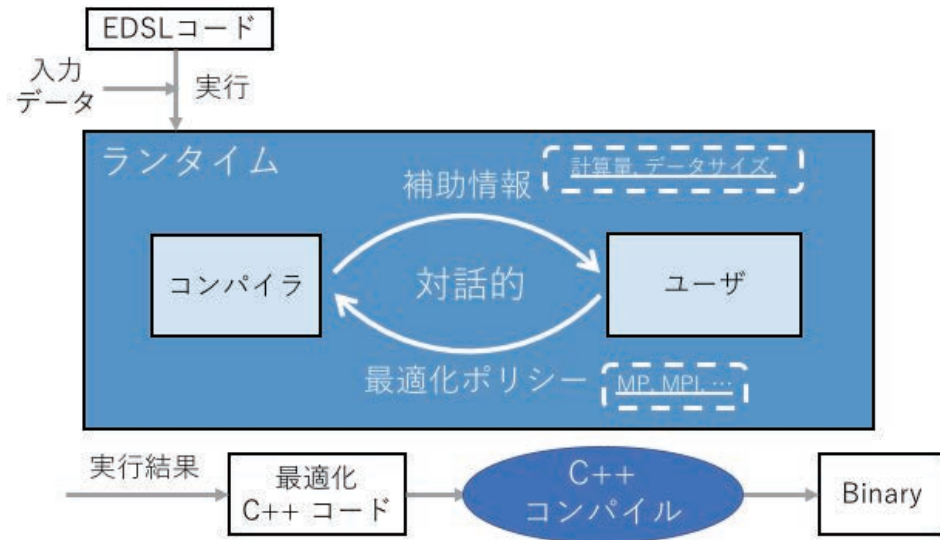 EDSLコード
入力
データ
実行
ランタイム
計算量, データサイズ,
補助情報
コンパイラ
対話的
ユーザ
最適化ポリシー
MP, MPI, …
実行結果
最適化
C++ コード
C++
コンパイル
Binary